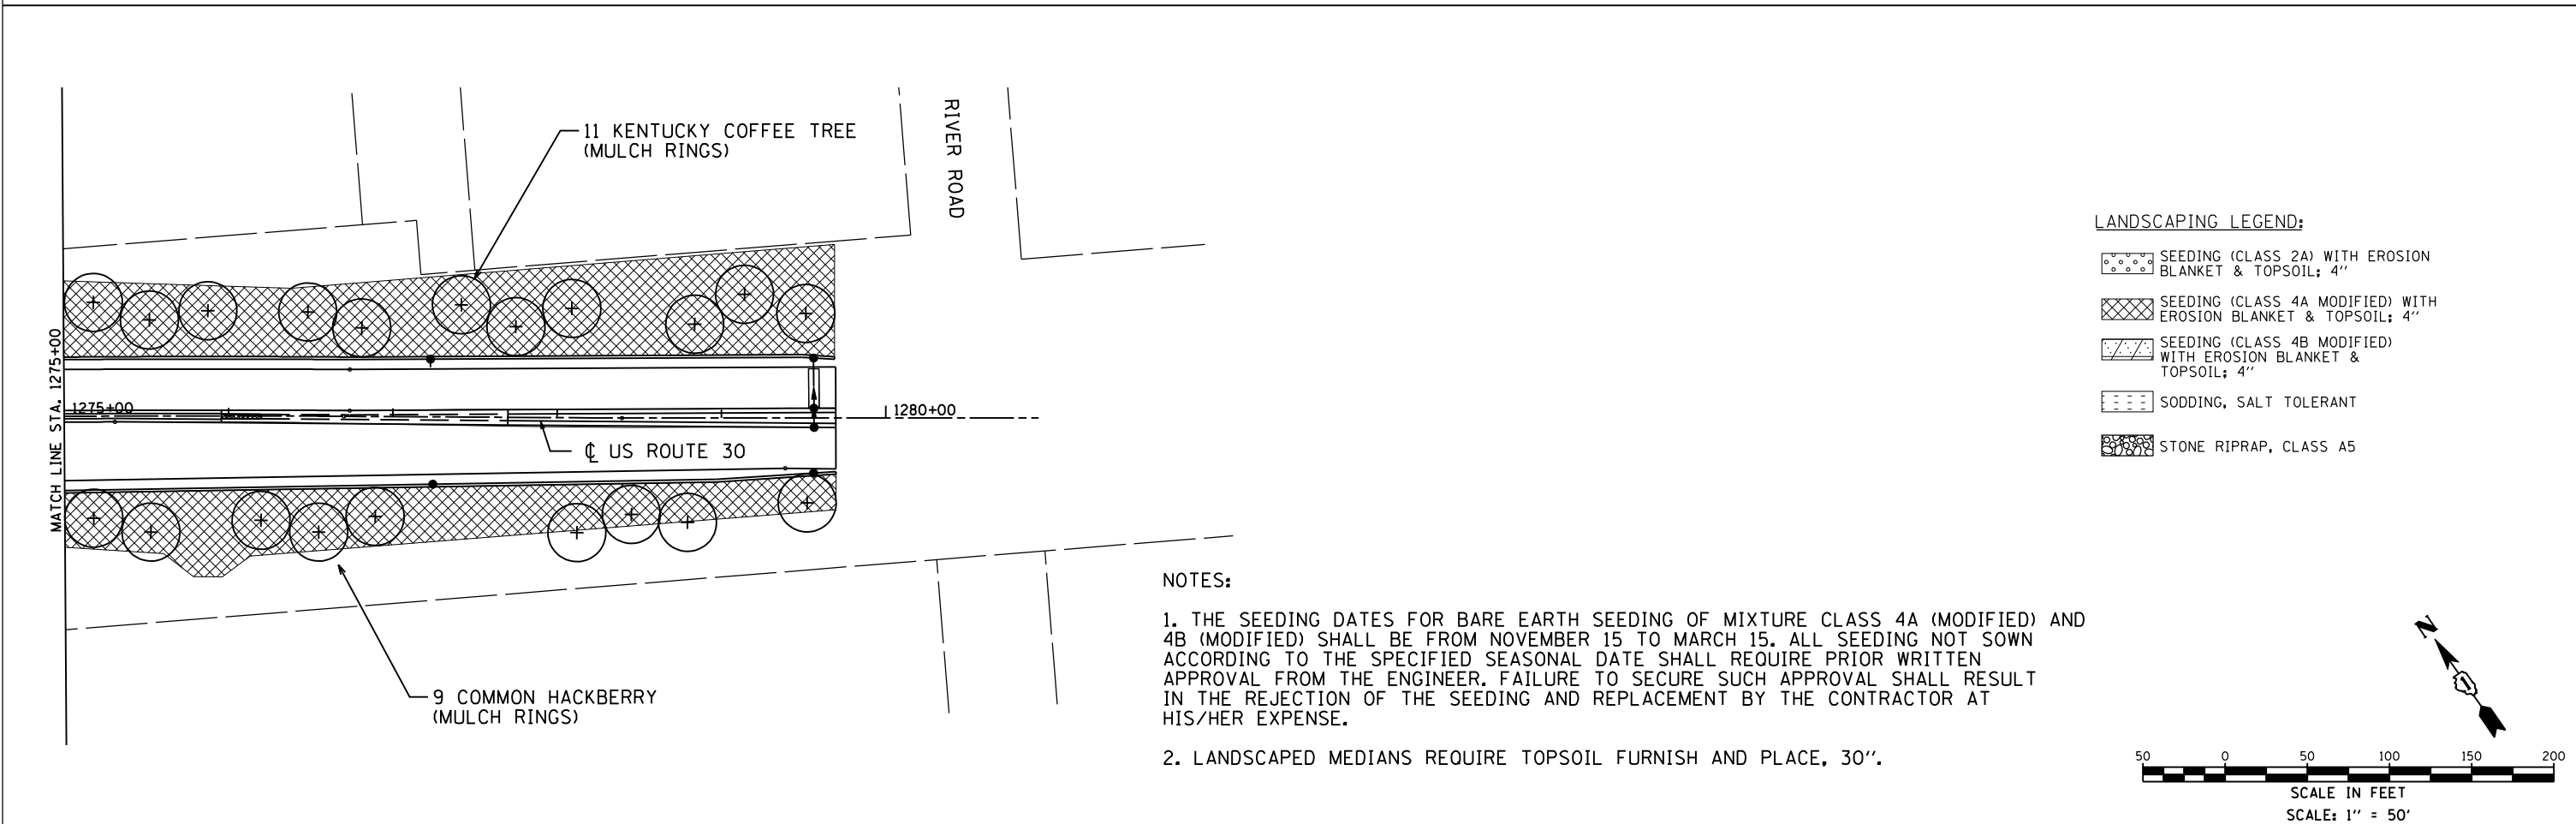 11 KENTUCKY COFFEE TREE
(MULCH RINGS)
RIVER ROAD
MATCH LINE STA. 1275+00
1275+00
1280+00
℄ US ROUTE 30
9 COMMON HACKBERRY
(MULCH RINGS)
LANDSCAPING LEGEND:
SEEDING (CLASS 2A) WITH EROSION
BLANKET & TOPSOIL; 4"
SEEDING (CLASS 4A MODIFIED) WITH
EROSION BLANKET & TOPSOIL; 4"
SEEDING (CLASS 4B MODIFIED)
WITH EROSION BLANKET &
TOPSOIL; 4"
SODDING, SALT TOLERANT
STONE RIPRAP, CLASS A5
NOTES:
1. THE SEEDING DATES FOR BARE EARTH SEEDING OF MIXTURE CLASS 4A (MODIFIED) AND
4B (MODIFIED) SHALL BE FROM NOVEMBER 15 TO MARCH 15. ALL SEEDING NOT SOWN
ACCORDING TO THE SPECIFIED SEASONAL DATE SHALL REQUIRE PRIOR WRITTEN
APPROVAL FROM THE ENGINEER. FAILURE TO SECURE SUCH APPROVAL SHALL RESULT
IN THE REJECTION OF THE SEEDING AND REPLACEMENT BY THE CONTRACTOR AT
HIS/HER EXPENSE.
2. LANDSCAPED MEDIANS REQUIRE TOPSOIL FURNISH AND PLACE, 30".
N
50 0 50 100 150 200
SCALE IN FEET
SCALE: 1" = 50'